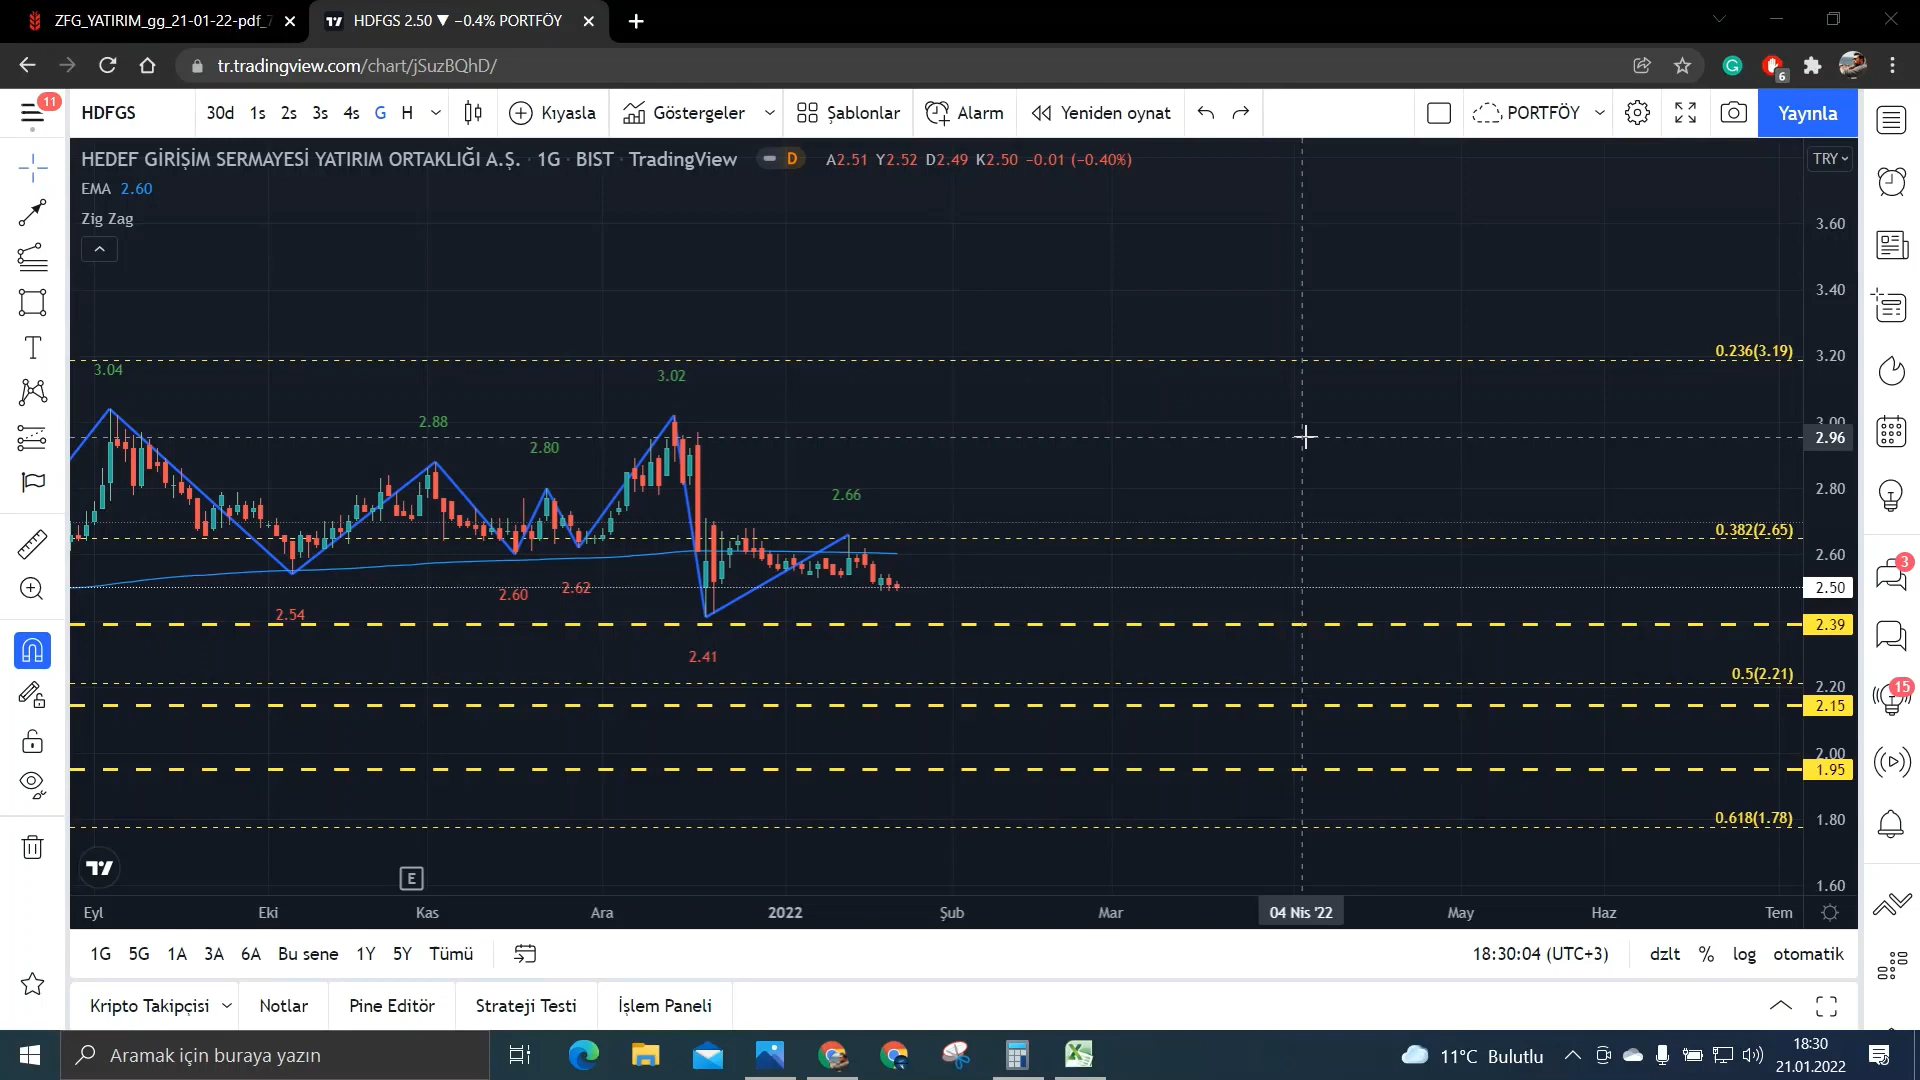 ZFG_YATIRIM_gg_21-01-22-pdf_7
HDFGS 2.50 ▼ −0.4% PORTFÖY
tr.tradingview.com/chart/jSuzBQhD/
6
11
HDFGS
30d 1s 2s 3s 4s G H
Kıyasla
Göstergeler
Şablonlar
Alarm
Yeniden oynat
PORTFÖY
Yayınla
HEDEF GİRİŞİM SERMAYESİ YATIRIM ORTAKLIĞI A.Ş. · 1G · BIST · TradingView
D
A2.51 Y2.52 D2.49 K2.50 −0.01 (−0.40%)
TRY
EMA 2.60
Zig Zag
3.60
3.40
0.236(3.19)
3.20
3.04
3.02
2.88
3.00
2.96
2.80
2.66
2.80
0.382(2.65)
2.60
2.50
2.60
2.62
2.54
2.39
2.41
0.5(2.21)
2.20
2.15
2.00
1.95
0.618(1.78)
1.80
E
1.60
3
15
Eyl Eki Kas Ara 2022 Şub Mar 04 Nis '22 May Haz Tem
1G 5G 1A 3A 6A Bu sene 1Y 5Y Tümü
18:30:04 (UTC+3)
dzlt % log otomatik
Kripto Takipçisi Notlar Pine Editör Strateji Testi İşlem Paneli
Aramak için buraya yazın
11°C Bulutlu
18:30
21.01.2022